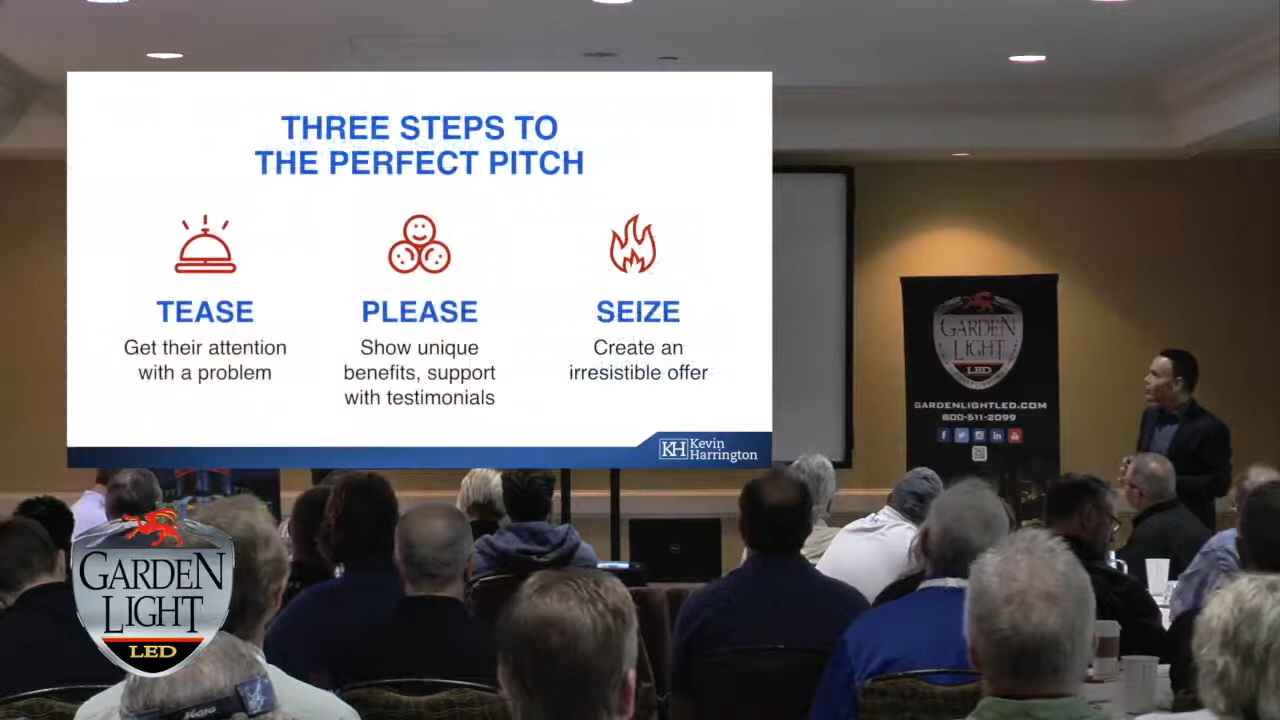 THREE STEPS TO
THE PERFECT PITCH
TEASE
Get their attention
with a problem
PLEASE
Show unique
benefits, support
with testimonials
SEIZE
Create an
irresistible offer
KH Kevin
Harrington
GARDEN
LIGHT
LED
GARDENLIGHTLED.COM
800-511-2099
GARDEN
LIGHT
LED